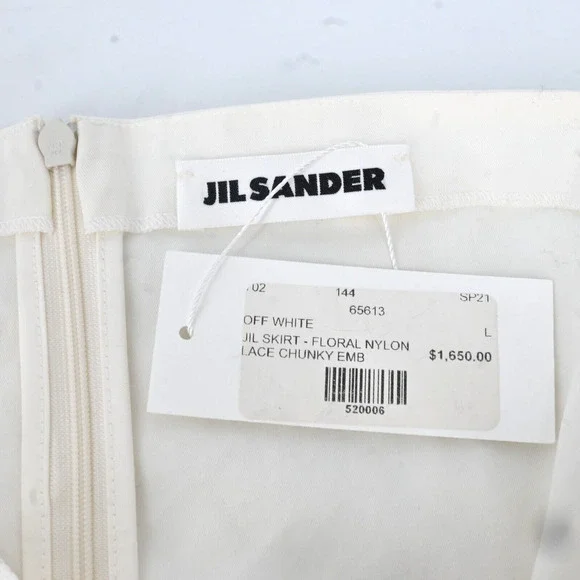 JIL SANDER
02 144 SP21
65613
OFF WHITE L
JIL SKIRT - FLORAL NYLON
LACE CHUNKY EMB $1,650.00
520006